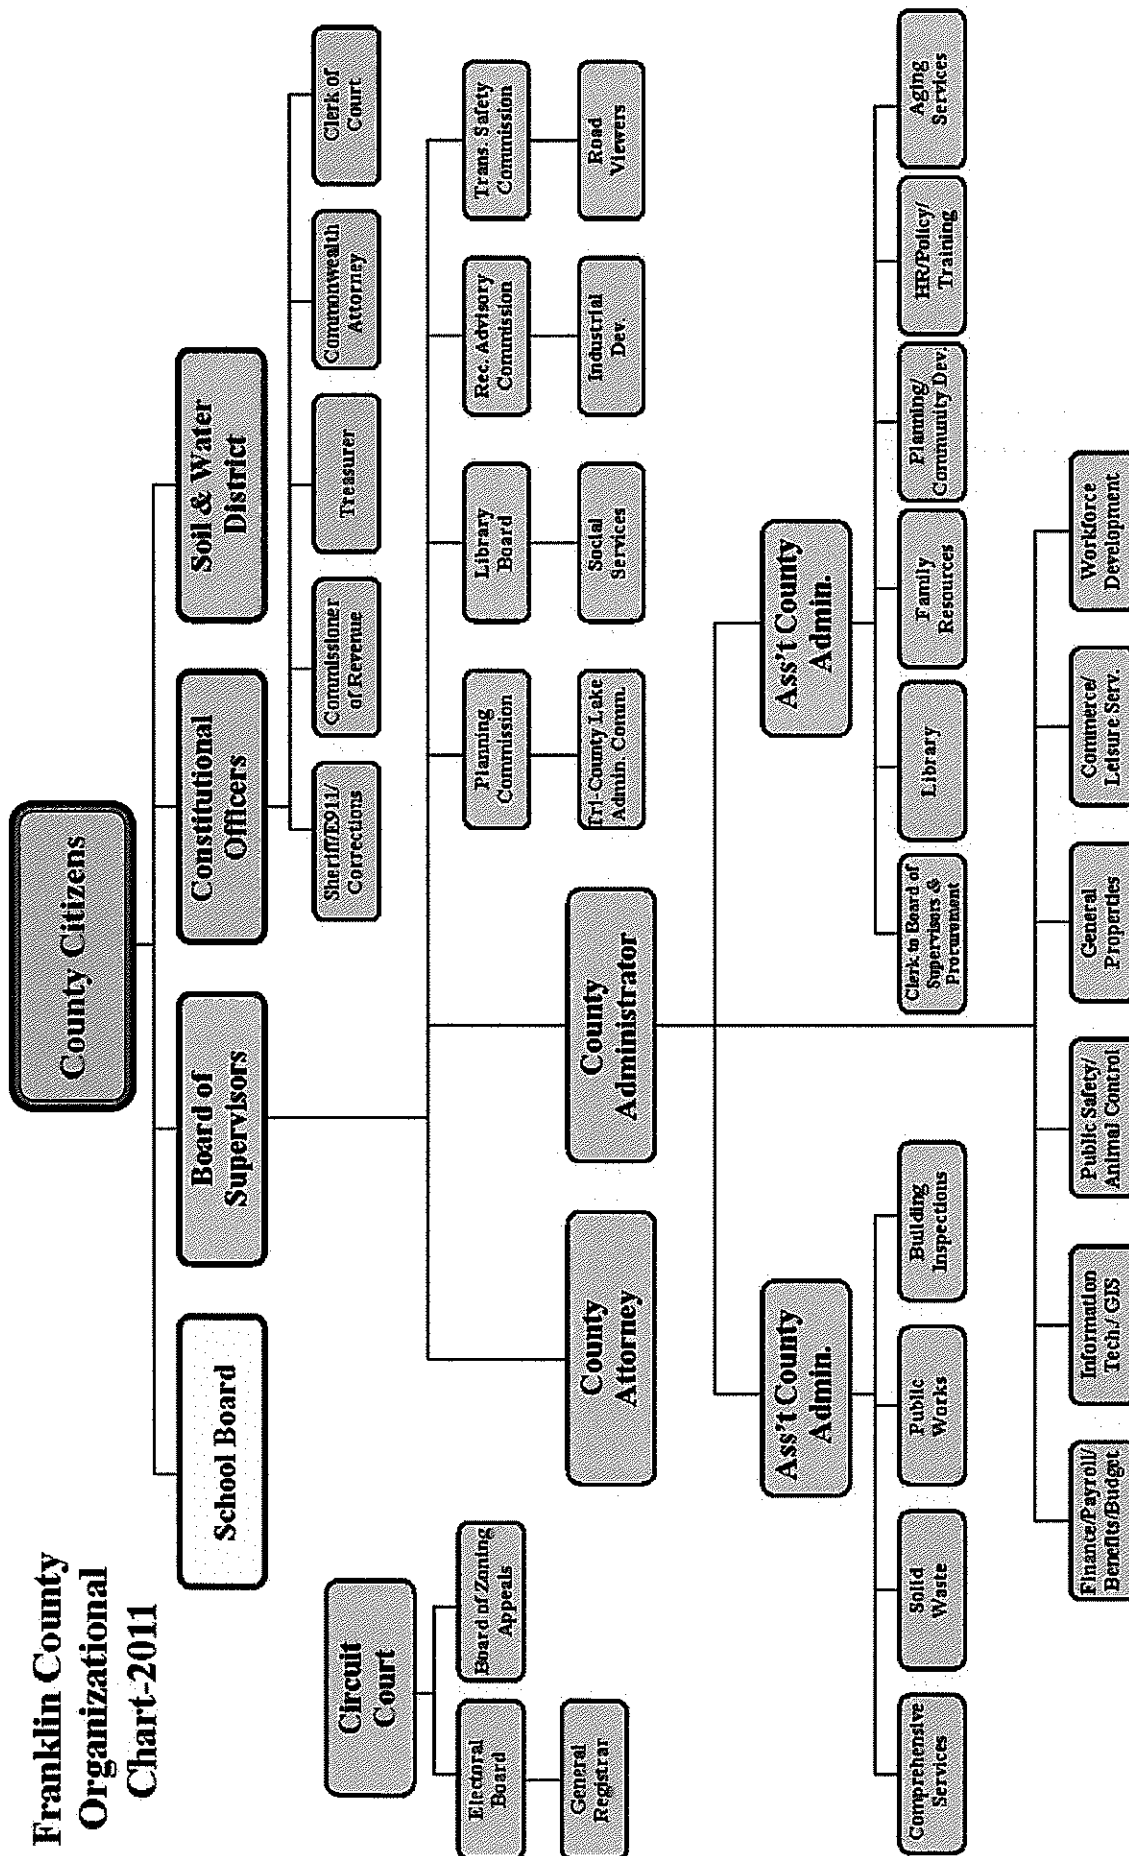 Franklin County
Organizational
Chart-2011
County Citizens
School Board
Board of
Supervisors
Constitutional
Officers
Soil & Water
District
Sheriff/E911/
Corrections
Commissioner
of Revenue
Treasurer
Commonwealth
Attorney
Clerk of
Court
Circuit
Court
Electoral
Board
Board of Zoning
Appeals
General
Registrar
Planning
Commission
Library
Board
Rec. Advisory
Commission
Trans. Safety
Commission
Tri-County Lake
Admin. Comm.
Social
Services
Industrial
Dev.
Road
Viewers
County
Attorney
County
Administrator
Ass't County
Admin.
Ass't County
Admin.
Comprehensive
Services
Solid
Waste
Public
Works
Building
Inspections
Clerk to Board of
Supervisors &
Procurement
Library
Family
Resources
Planning/
Community Dev.
HR/Policy/
Training
Aging
Services
Finance/Payroll/
Benefits/Budget
Information
Tech./ GIS
Public Safety/
Animal Control
General
Properties
Commerce/
Leisure Serv.
Workforce
Development